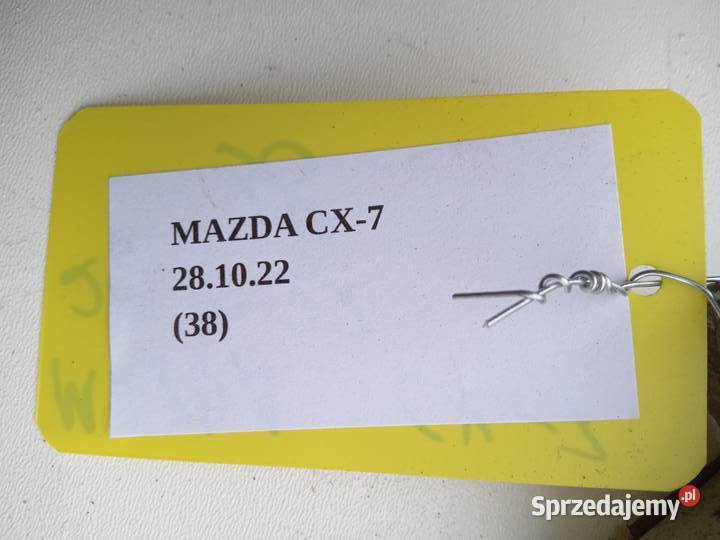 MAZDA CX-7
28.10.22
(38)
Sprzedajemy.pl